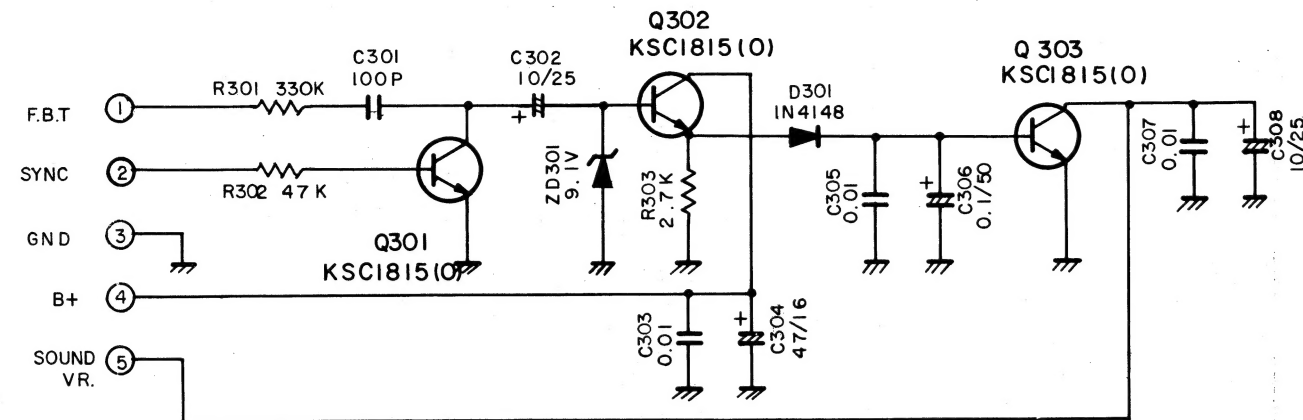 Q302
KSC1815(O)
Q303
KSC1815(O)
C301
100P
C302
10/25
R301 330K
D301
1N4148
F.B.T
1
SYNC
2
R302 47K
ZD301
9.1V
R303
2.7K
C305
0.01
C306
0.1/50
+
C307
0.01
C308
10/25
+
+
GND
3
Q301
KSC1815(O)
B+
4
C303
0.01
+
C304
47/16
SOUND
VR.
5